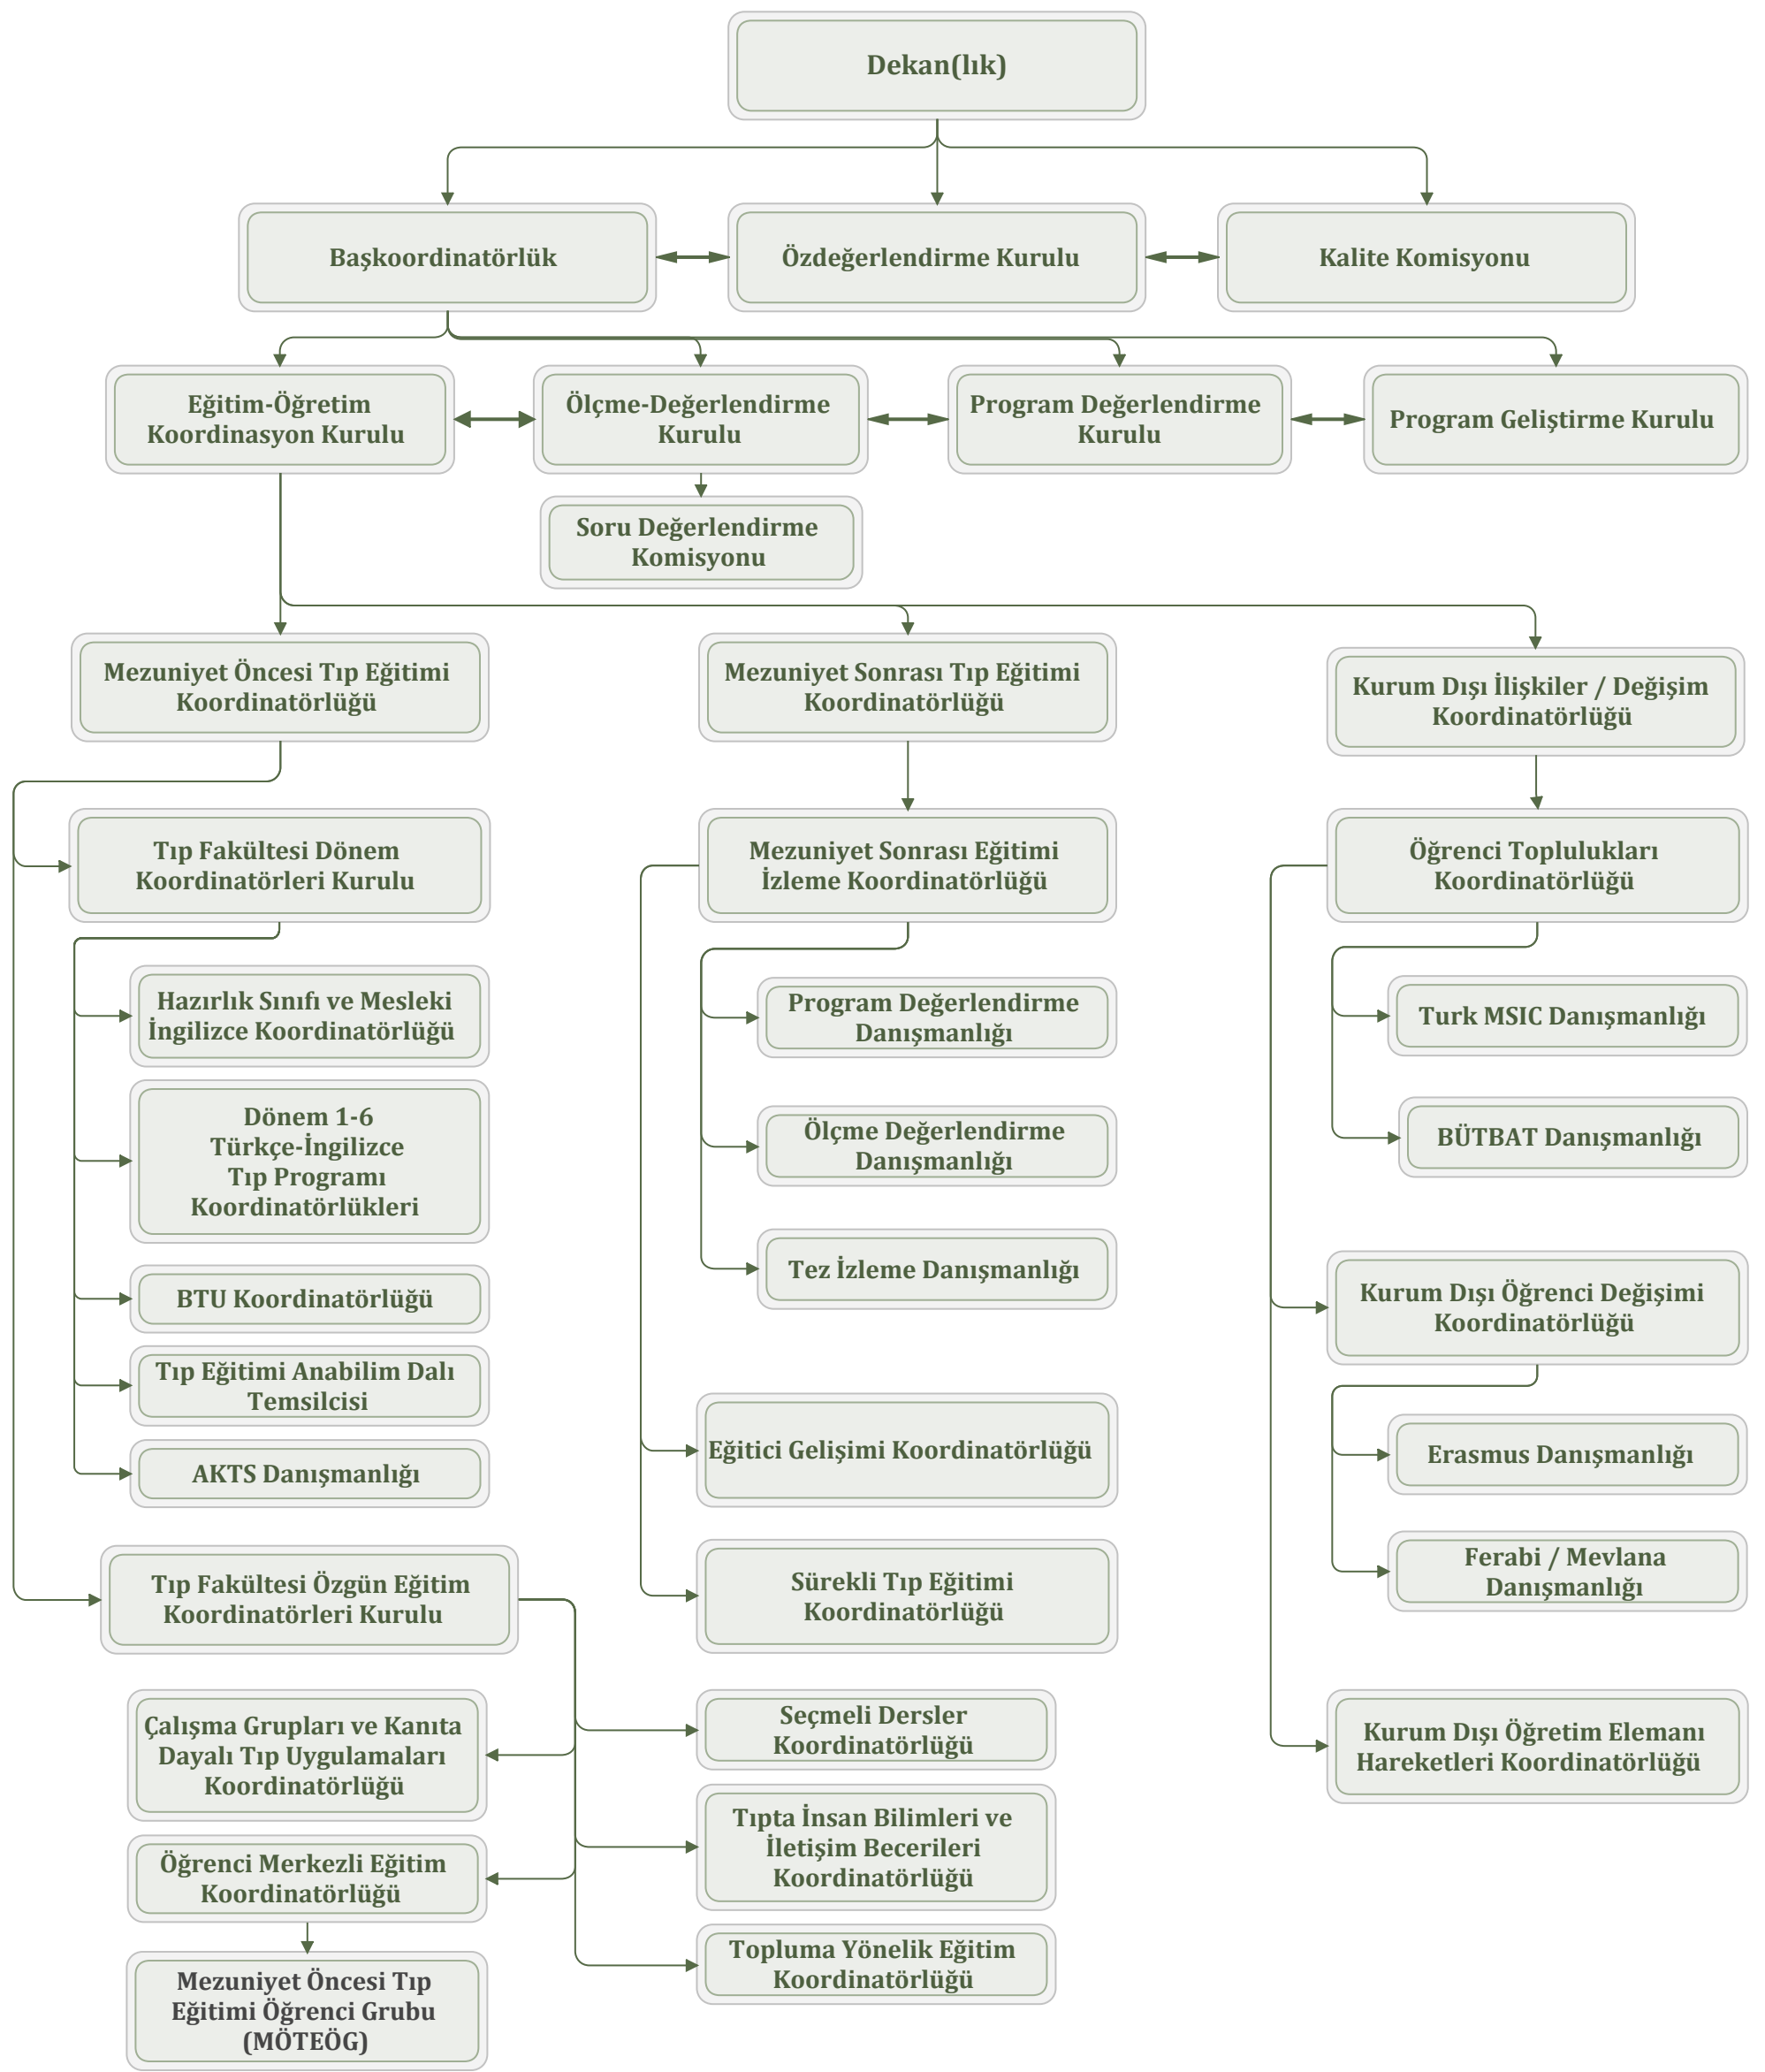 Dekan(lık)
Başkoordinatörlük
Özdeğerlendirme Kurulu
Kalite Komisyonu
Eğitim-Öğretim
Koordinasyon Kurulu
Ölçme-Değerlendirme
Kurulu
Program Değerlendirme
Kurulu
Program Geliştirme Kurulu
Soru Değerlendirme
Komisyonu
Mezuniyet Öncesi Tıp Eğitimi
Koordinatörlüğü
Mezuniyet Sonrası Tıp Eğitimi
Koordinatörlüğü
Kurum Dışı İlişkiler / Değişim
Koordinatörlüğü
Tıp Fakültesi Dönem
Koordinatörleri Kurulu
Mezuniyet Sonrası Eğitimi
İzleme Koordinatörlüğü
Öğrenci Toplulukları
Koordinatörlüğü
Hazırlık Sınıfı ve Mesleki
İngilizce Koordinatörlüğü
Program Değerlendirme
Danışmanlığı
Turk MSIC Danışmanlığı
Dönem 1-6
Türkçe-İngilizce
Tıp Programı
Koordinatörlükleri
Ölçme Değerlendirme
Danışmanlığı
BÜTBAT Danışmanlığı
BTU Koordinatörlüğü
Tez İzleme Danışmanlığı
Kurum Dışı Öğrenci Değişimi
Koordinatörlüğü
Tıp Eğitimi Anabilim Dalı
Temsilcisi
AKTS Danışmanlığı
Eğitici Gelişimi Koordinatörlüğü
Erasmus Danışmanlığı
Tıp Fakültesi Özgün Eğitim
Koordinatörleri Kurulu
Sürekli Tıp Eğitimi
Koordinatörlüğü
Ferabi / Mevlana
Danışmanlığı
Çalışma Grupları ve Kanıta
Dayalı Tıp Uygulamaları
Koordinatörlüğü
Seçmeli Dersler
Koordinatörlüğü
Kurum Dışı Öğretim Elemanı
Hareketleri Koordinatörlüğü
Öğrenci Merkezli Eğitim
Koordinatörlüğü
Tıpta İnsan Bilimleri ve
İletişim Becerileri
Koordinatörlüğü
Mezuniyet Öncesi Tıp
Eğitimi Öğrenci Grubu
(MÖTEÖG)
Topluma Yönelik Eğitim
Koordinatörlüğü